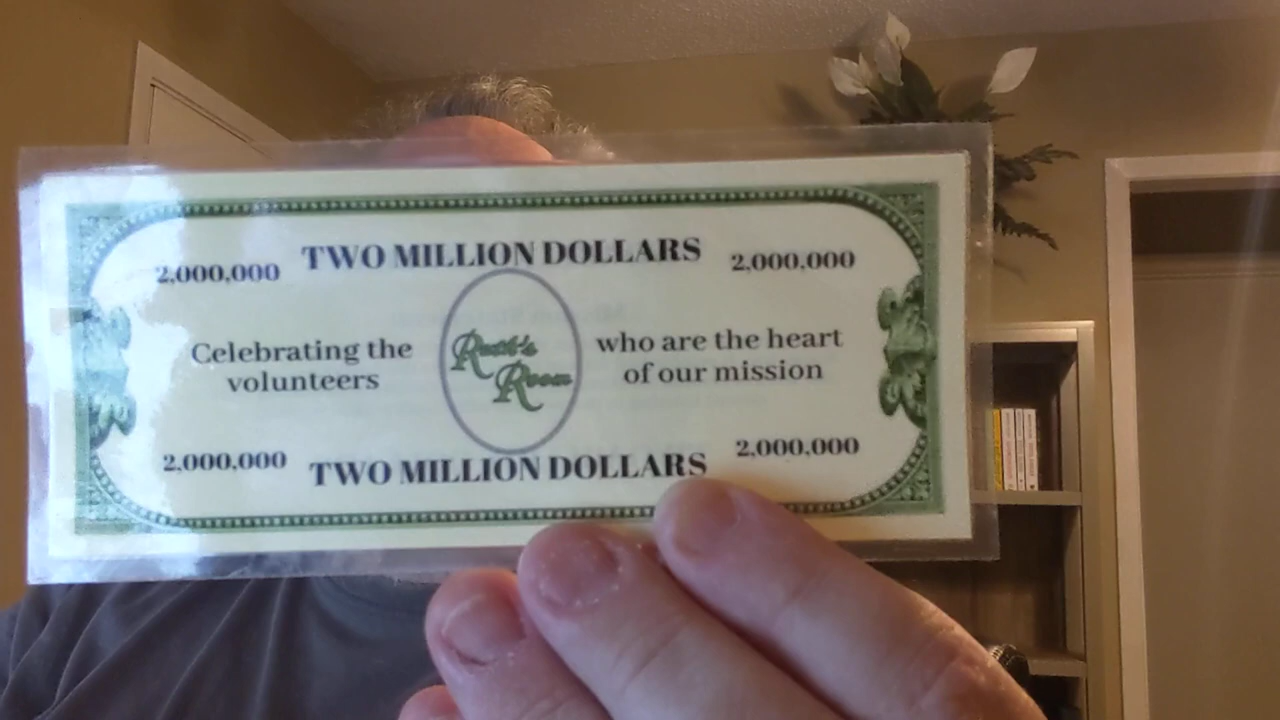 TWO MILLION DOLLARS
2,000,000
2,000,000
Celebrating the
volunteers
Ruth's
Room
who are the heart
of our mission
2,000,000
TWO MILLION DOLLARS
2,000,000